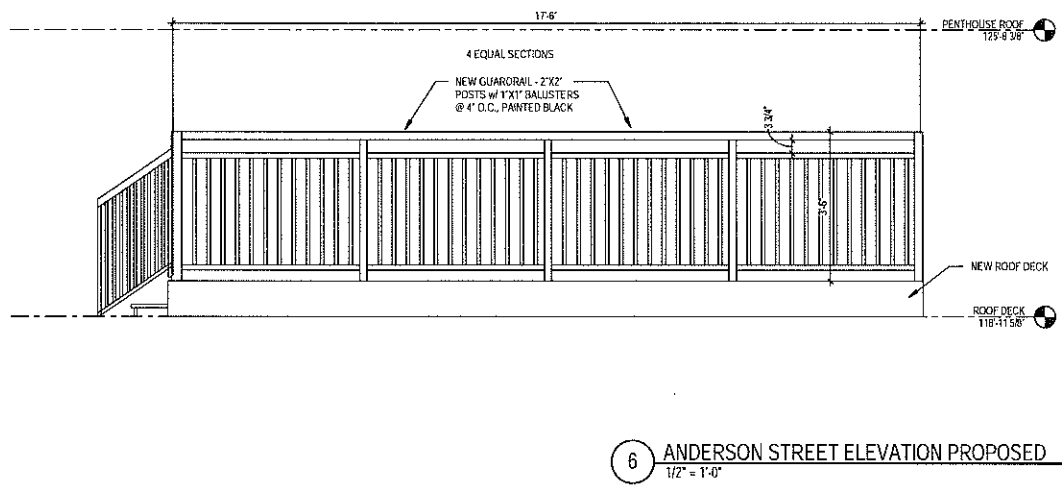 17'-6"
PENTHOUSE ROOF
125'-8 3/8"
4 EQUAL SECTIONS
NEW GUARDRAIL - 2"X2"
POSTS w/ 1"X1" BALUSTERS
@ 4" O.C., PAINTED BLACK
3 3/4"
3'-6"
NEW ROOF DECK
ROOF DECK
118'-11 5/8"
6
ANDERSON STREET ELEVATION PROPOSED
1/2" = 1'-0"